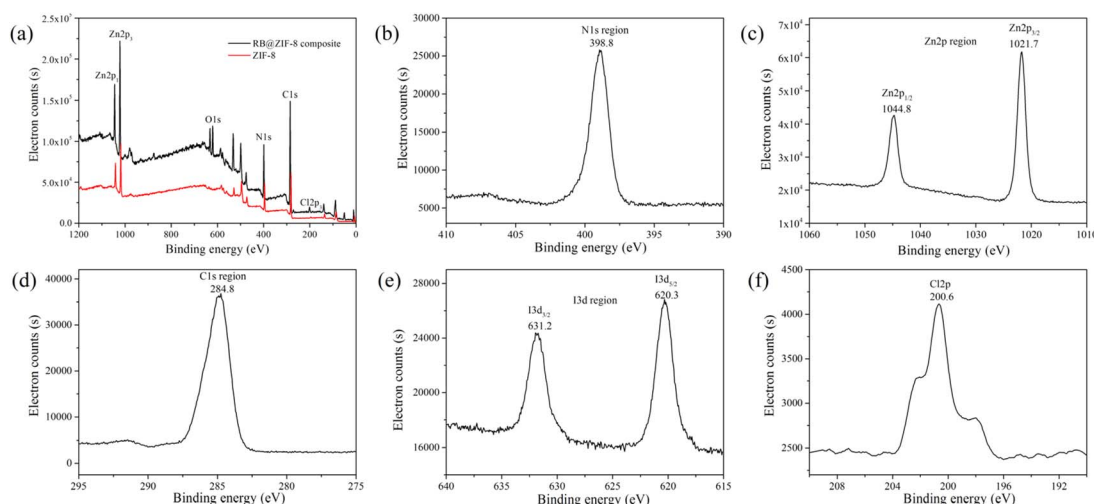 (a)
2.5x10⁵
2.0x10⁵
1.5x10⁵
1.0x10⁵
5.0x10⁴
0.0
Electron counts (s)
Zn2p₃
Zn2p₁
O1s
N1s
C1s
Cl2p₃
RB@ZIF-8 composite
ZIF-8
1200 1000 800 600 400 200 0
Binding energy (eV)
(b)
30000
25000
20000
15000
10000
5000
Electron counts (s)
N1s region
398.8
410 405 400 395 390
Binding energy (eV)
(c)
7x10⁴
6x10⁴
5x10⁴
4x10⁴
3x10⁴
2x10⁴
1x10⁴
Electron counts (s)
Zn2p region
Zn2p₃/₂
1021.7
Zn2p₁/₂
1044.8
1060 1050 1040 1030 1020 1010
Binding energy (eV)
(d)
40000
30000
20000
10000
0
Electron counts (s)
C1s region
284.8
295 290 285 280 275
Binding energy (eV)
(e)
28000
24000
20000
16000
Electron counts (s)
I3d₃/₂
631.2
I3d region
I3d₅/₂
620.3
640 635 630 625 620 615
Binding energy (eV)
(f)
4500
4000
3500
3000
2500
Electron counts (s)
Cl2p
200.6
208 204 200 196 192
Binding energy (eV)